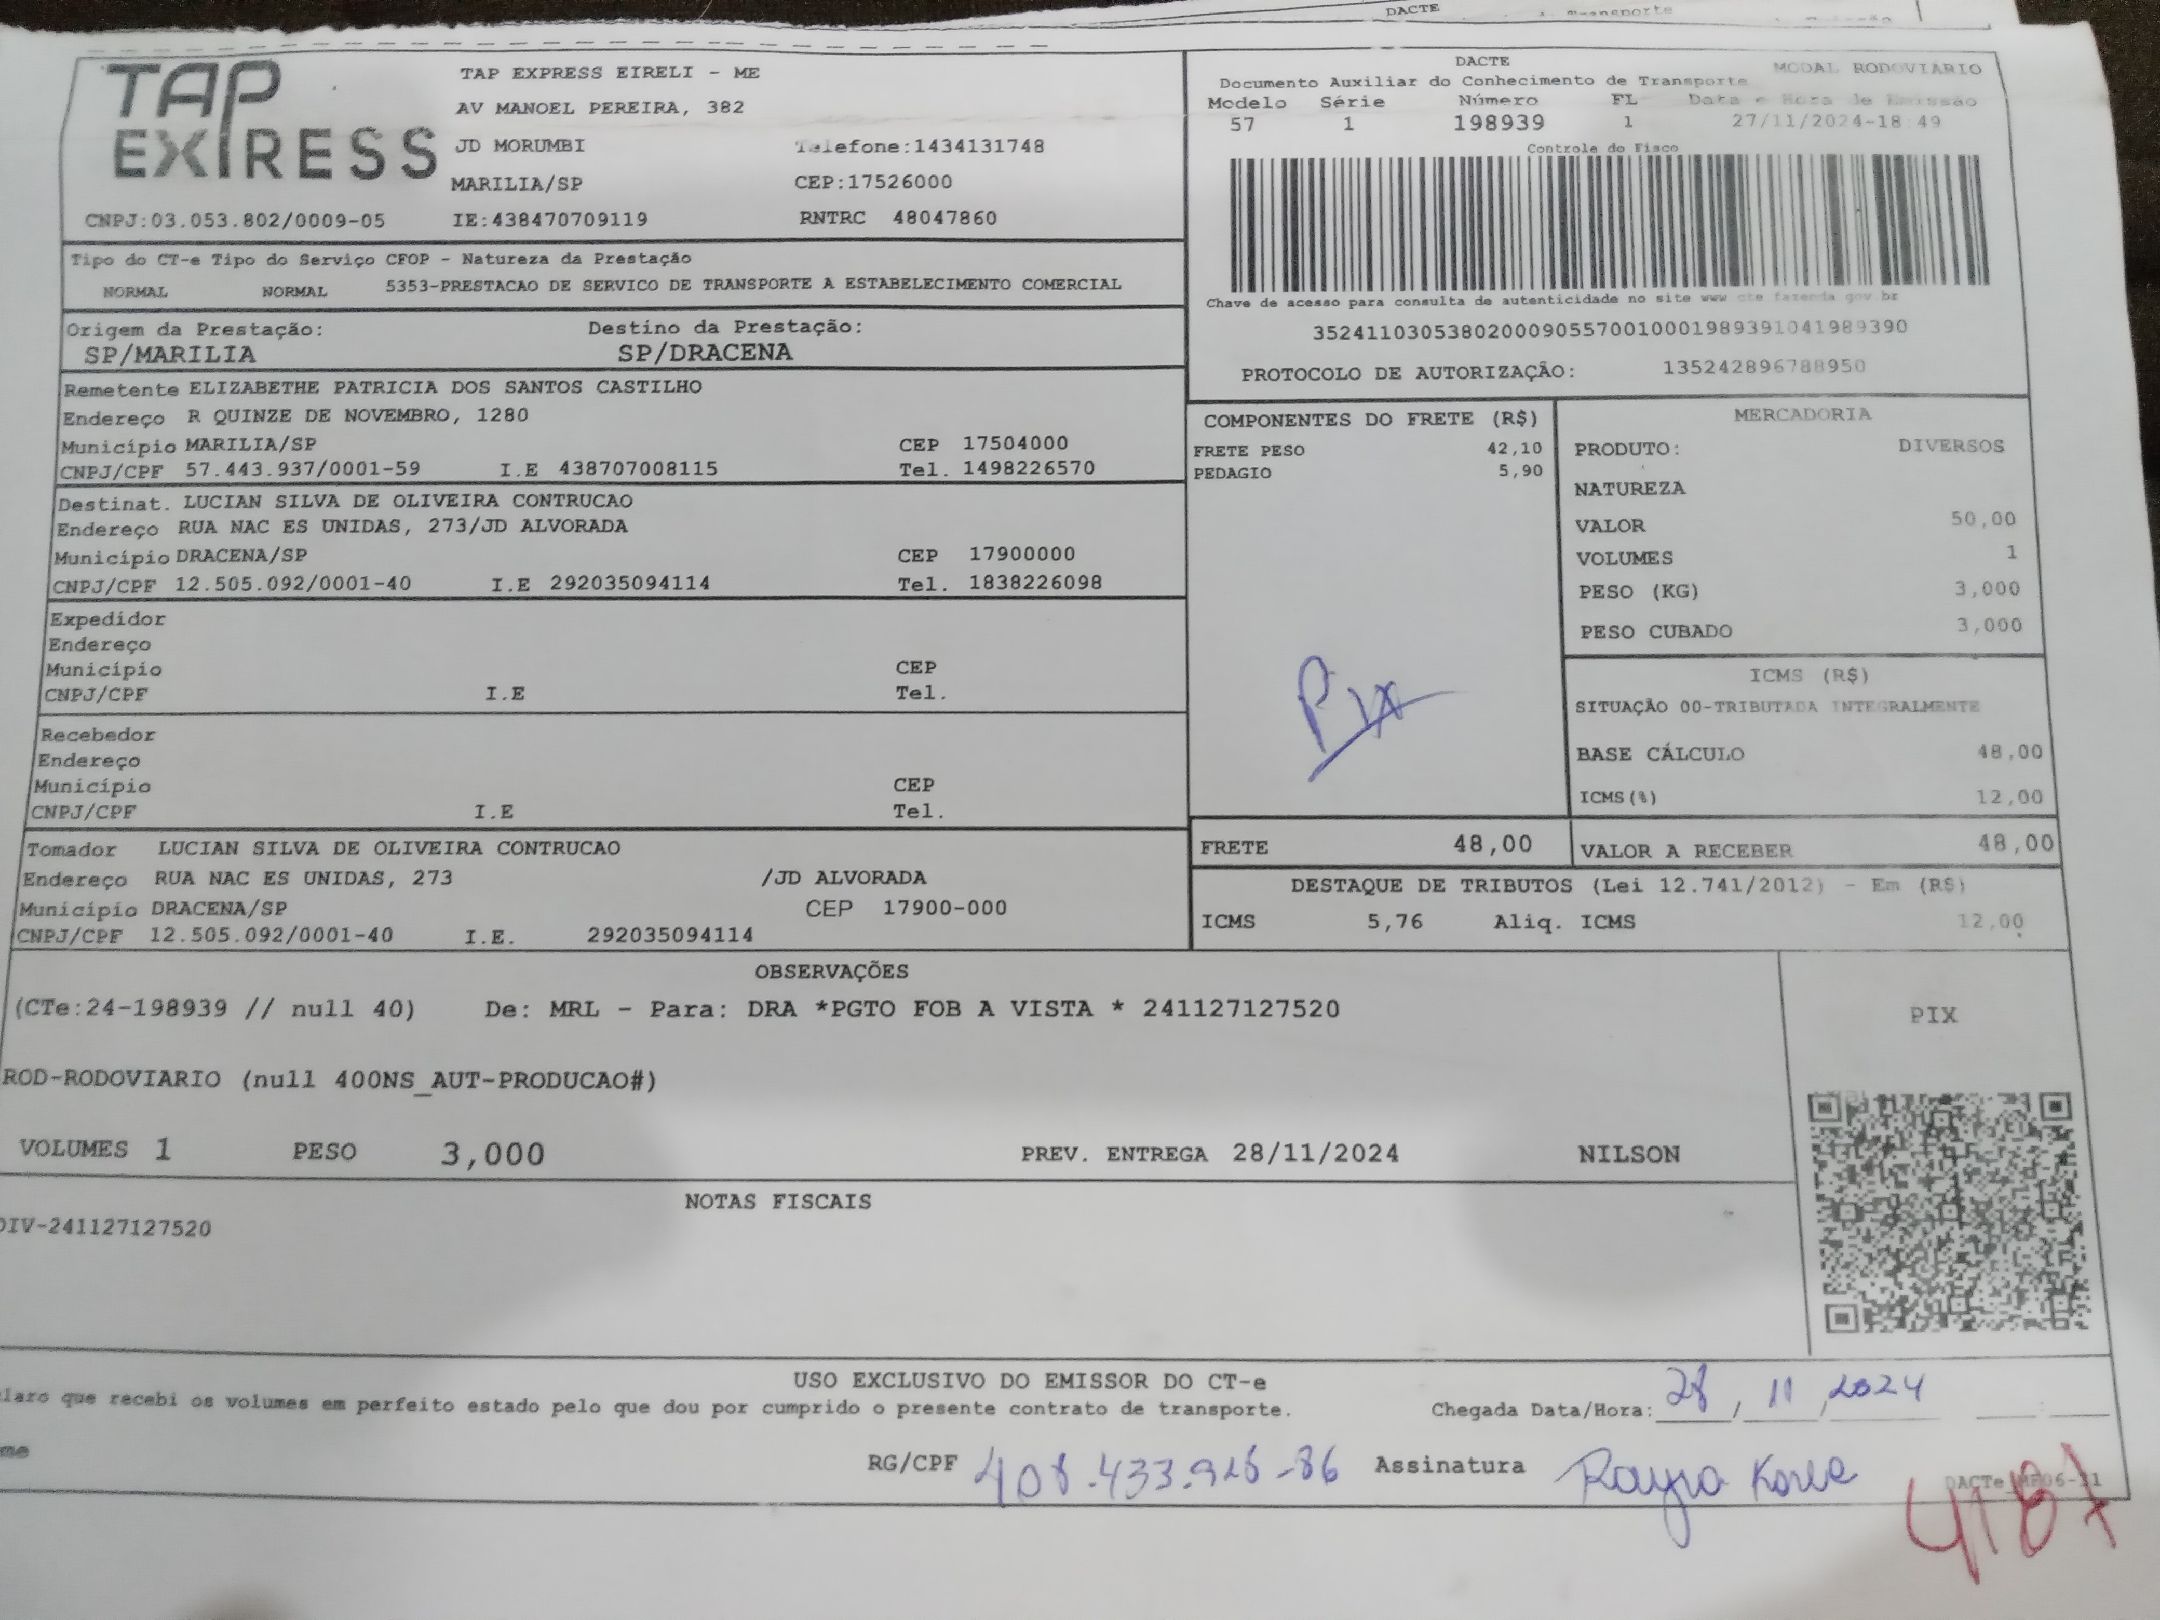 DACTE
TAP EXPRESS
TAP EXPRESS EIRELI - ME
AV MANOEL PEREIRA, 382
JD MORUMBI Telefone:1434131748
MARILIA/SP CEP:17526000
CNPJ:03.053.802/0009-05 IE:438470709119 RNTRC 48047860
DACTE MODAL RODOVIARIO
Documento Auxiliar do Conhecimento de Transporte
Modelo Série Número FL Data e Hora de Emissão
57 1 198939 1 27/11/2024-18:49
Controle do Fisco
Chave de acesso para consulta de autenticidade no site www cte fazenda gov br
35241103053802000905570010001989391041989390
PROTOCOLO DE AUTORIZAÇÃO: 135242896788950
Tipo do CT-e Tipo do Serviço CFOP - Natureza da Prestação
NORMAL NORMAL 5353-PRESTACAO DE SERVICO DE TRANSPORTE A ESTABELECIMENTO COMERCIAL
Origem da Prestação: Destino da Prestação:
SP/MARILIA SP/DRACENA
Remetente ELIZABETHE PATRICIA DOS SANTOS CASTILHO
Endereço R QUINZE DE NOVEMBRO, 1280
Município MARILIA/SP CEP 17504000
CNPJ/CPF 57.443.937/0001-59 I.E 438707008115 Tel. 1498226570
Destinat. LUCIAN SILVA DE OLIVEIRA CONTRUCAO
Endereço RUA NAC ES UNIDAS, 273/JD ALVORADA
Município DRACENA/SP CEP 17900000
CNPJ/CPF 12.505.092/0001-40 I.E 292035094114 Tel. 1838226098
Expedidor
Endereço
Município CEP
CNPJ/CPF I.E Tel.
Recebedor
Endereço
Município CEP
CNPJ/CPF I.E Tel.
Tomador LUCIAN SILVA DE OLIVEIRA CONTRUCAO
Endereço RUA NAC ES UNIDAS, 273 /JD ALVORADA
Município DRACENA/SP CEP 17900-000
CNPJ/CPF 12.505.092/0001-40 I.E. 292035094114
COMPONENTES DO FRETE (R$)
FRETE PESO 42,10
PEDAGIO 5,90
Pix
MERCADORIA
PRODUTO: DIVERSOS
NATUREZA
VALOR 50,00
VOLUMES 1
PESO (KG) 3,000
PESO CUBADO 3,000
ICMS (R$)
SITUAÇÃO 00-TRIBUTADA INTEGRALMENTE
BASE CÁLCULO 48,00
ICMS(%) 12,00
FRETE 48,00 VALOR A RECEBER 48,00
DESTAQUE DE TRIBUTOS (Lei 12.741/2012) - Em (R$)
ICMS 5,76 Aliq. ICMS 12,00
OBSERVAÇÕES
(CTe:24-198939 // null 40) De: MRL - Para: DRA *PGTO FOB A VISTA * 241127127520
ROD-RODOVIARIO (null 400NS_AUT-PRODUCAO#)
VOLUMES 1 PESO 3,000 PREV. ENTREGA 28/11/2024 NILSON
PIX
NOTAS FISCAIS
DIV-241127127520
USO EXCLUSIVO DO EMISSOR DO CT-e
laro que recebi os volumes em perfeito estado pelo que dou por cumprido o presente contrato de transporte. Chegada Data/Hora: 28/11/2024
me RG/CPF 408.433.926-86 Assinatura